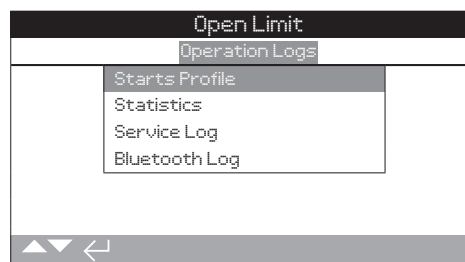 Open Limit
Operation Logs
Starts Profile
Statistics
Service Log
Bluetooth Log